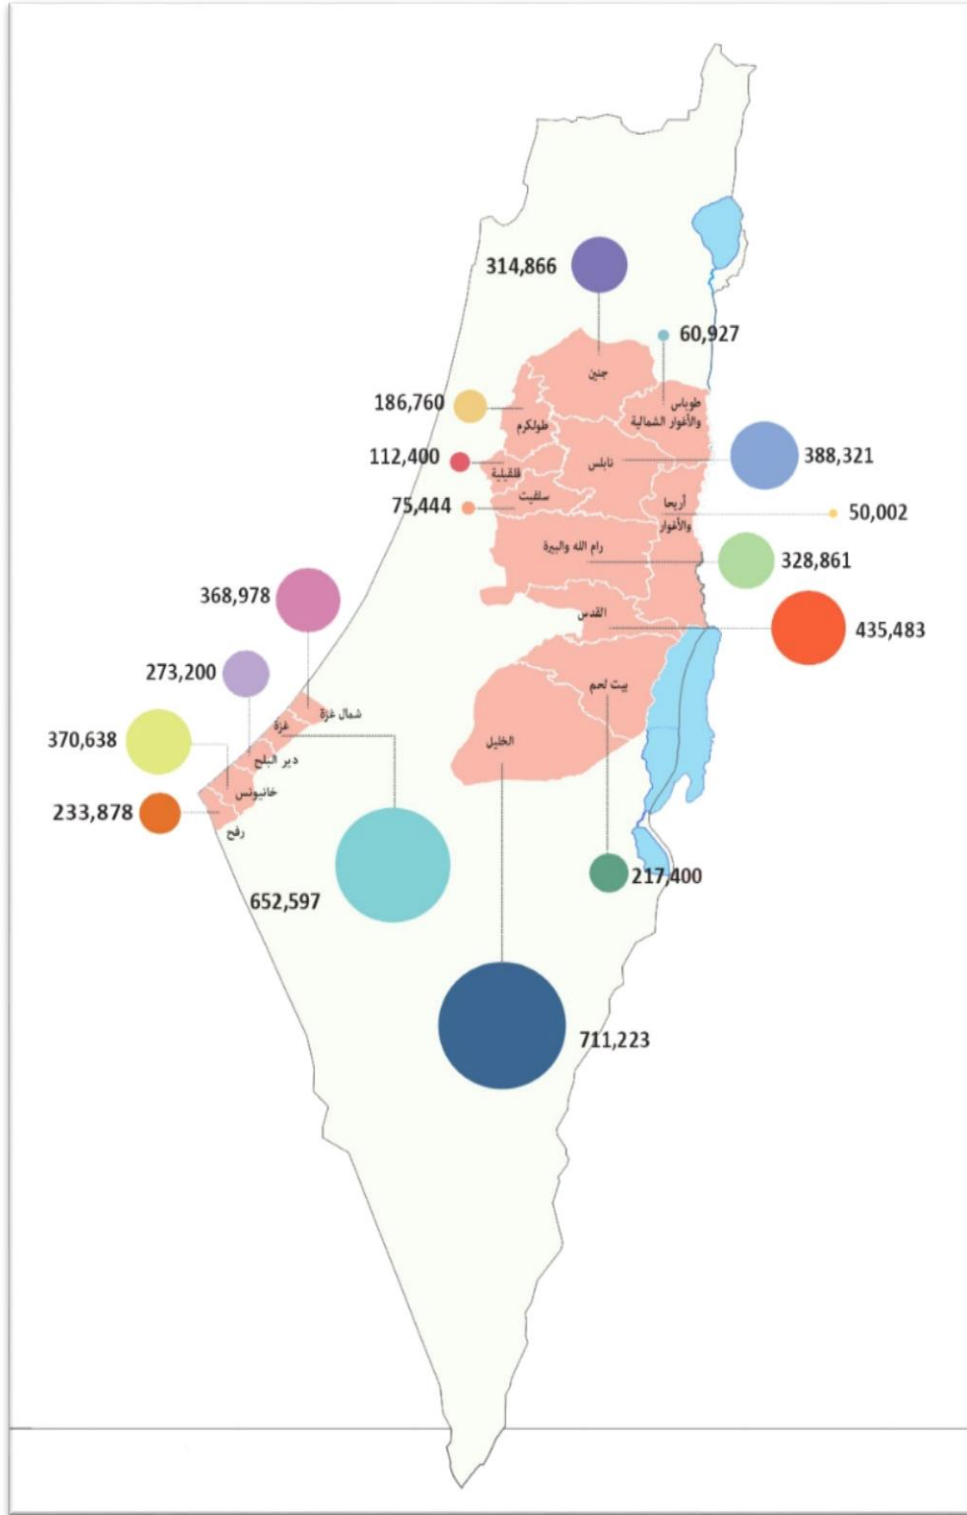 314,866
60,927
جنين
186,760
طوباس
والأغوار الشمالية
طولكرم
112,400
نابلس
388,321
قلقيلية
75,444
سلفيت
أريحا
والأغوار
50,002
رام الله والبيرة
328,861
368,978
القدس
435,483
273,200
بيت لحم
شمال غزة
غزة
370,638
الخليل
دير البلح
خانيونس
233,878
رفح
652,597
217,400
711,223